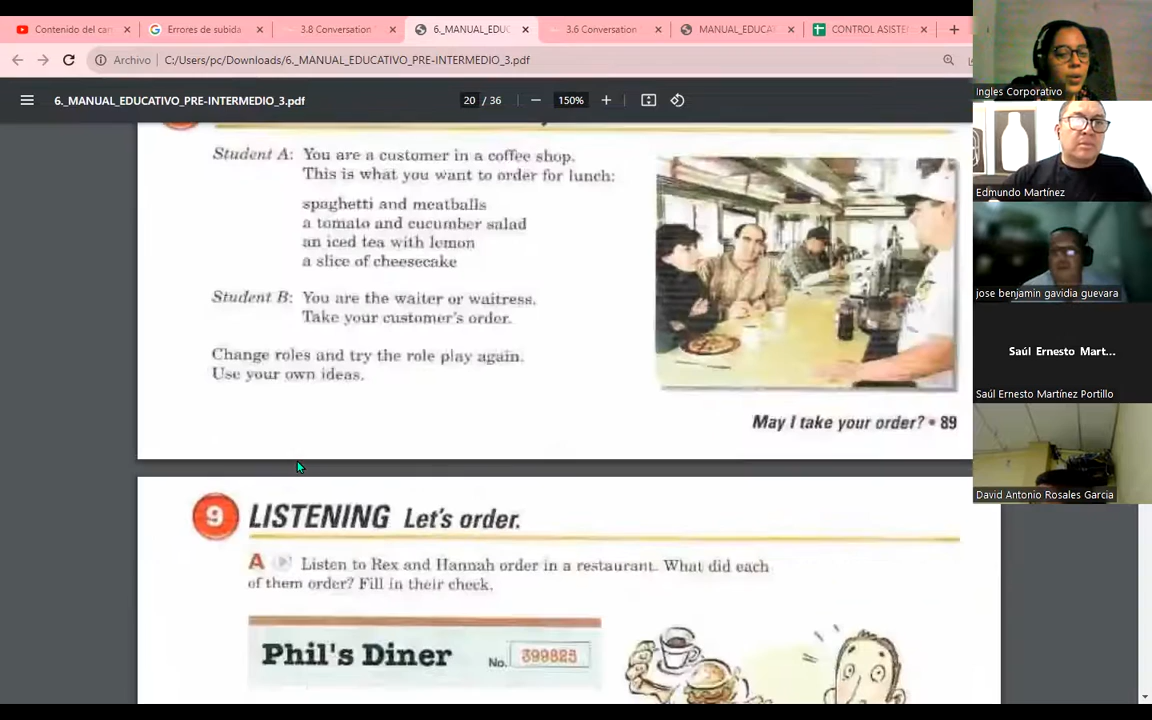 Contenido del car
Errores de subida
3.8 Conversation
6._MANUAL_EDUC
3.6 Conversation
MANUAL EDUCA
CONTROL ASISTE
Archivo
C:/Users/pc/Downloads/6._MANUAL_EDUCATIVO_PRE-INTERMEDIO_3.pdf
6._MANUAL_EDUCATIVO_PRE-INTERMEDIO_3.pdf
20 / 36
150%
Student A: You are a customer in a coffee shop.
This is what you want to order for lunch:
spaghetti and meatballs
a tomato and cucumber salad
an iced tea with lemon
a slice of cheesecake
Student B: You are the waiter or waitress.
Take your customer's order.
Change roles and try the role play again.
Use your own ideas.
May I take your order? • 89
9 LISTENING Let's order.
A Listen to Rex and Hannah order in a restaurant. What did each
of them order? Fill in their check.
Phil's Diner
No. 399825
Ingles Corporativo
Edmundo Martínez
jose benjamin gavidia guevara
Saúl Ernesto Mart...
Saúl Ernesto Martínez Portillo
David Antonio Rosales Garcia